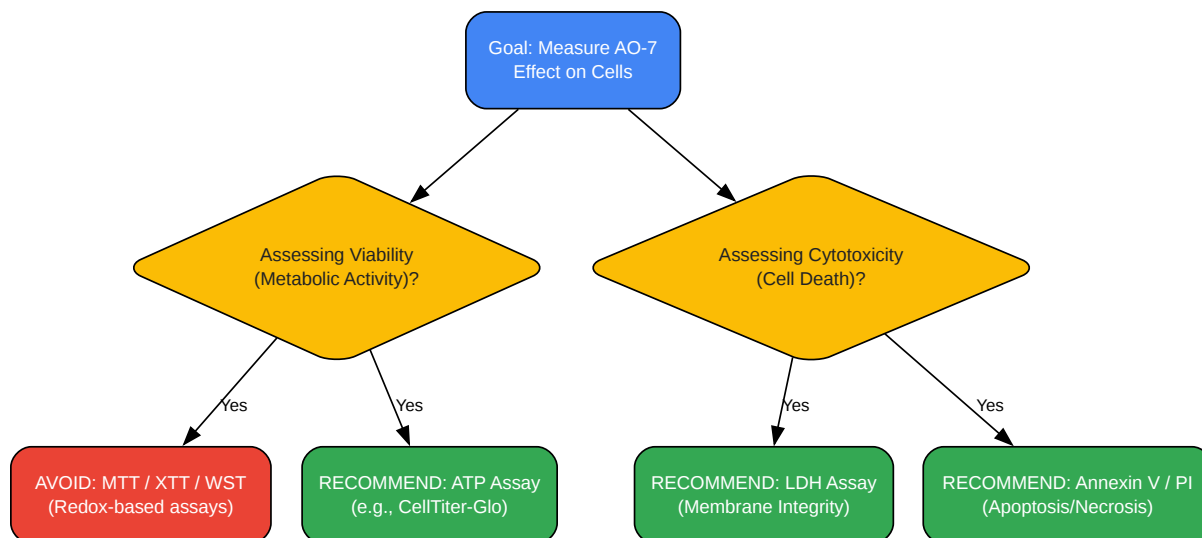 Goal: Measure AO-7
Effect on Cells
Assessing Viability
(Metabolic Activity)?
Assessing Cytotoxicity
(Cell Death)?
Yes
Yes
Yes
Yes
AVOID: MTT / XTT / WST
(Redox-based assays)
RECOMMEND: ATP Assay
(e.g., CellTiter-Glo)
RECOMMEND: LDH Assay
(Membrane Integrity)
RECOMMEND: Annexin V / PI
(Apoptosis/Necrosis)